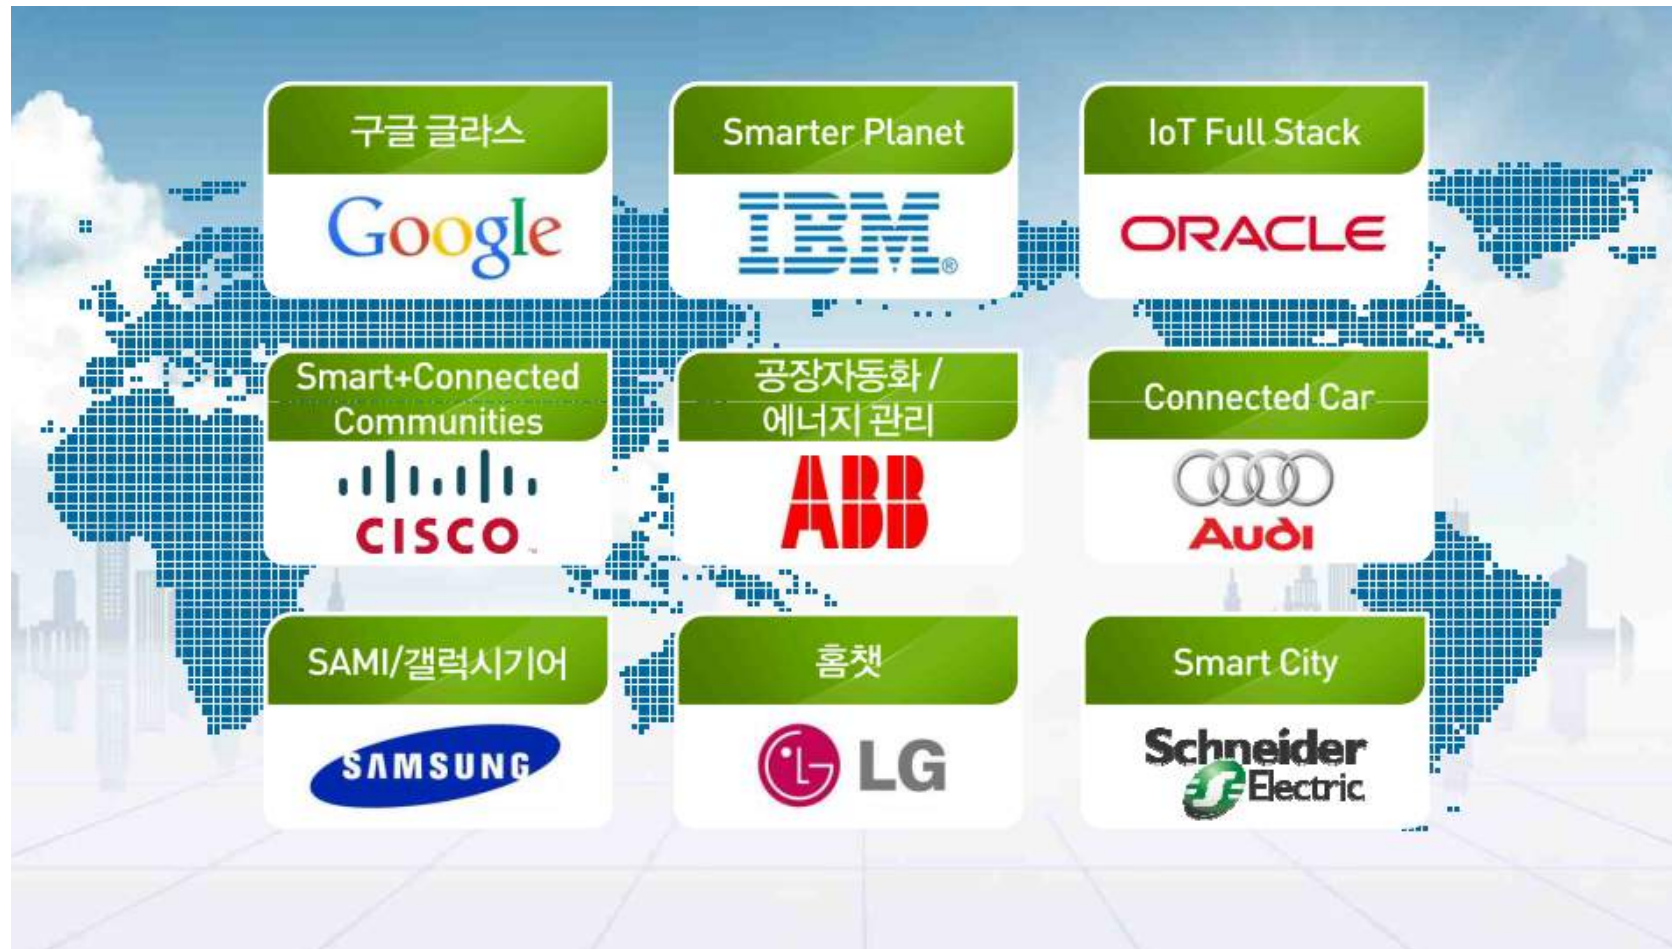 구글 글라스
Google
Smarter Planet
IBM®
IoT Full Stack
ORACLE
Smart+Connected
Communities
CISCO™
공장자동화 /
에너지 관리
ABB
Connected Car
Audi
SAMI/갤럭시기어
SAMSUNG
홈챗
LG
Smart City
Schneider
Electric